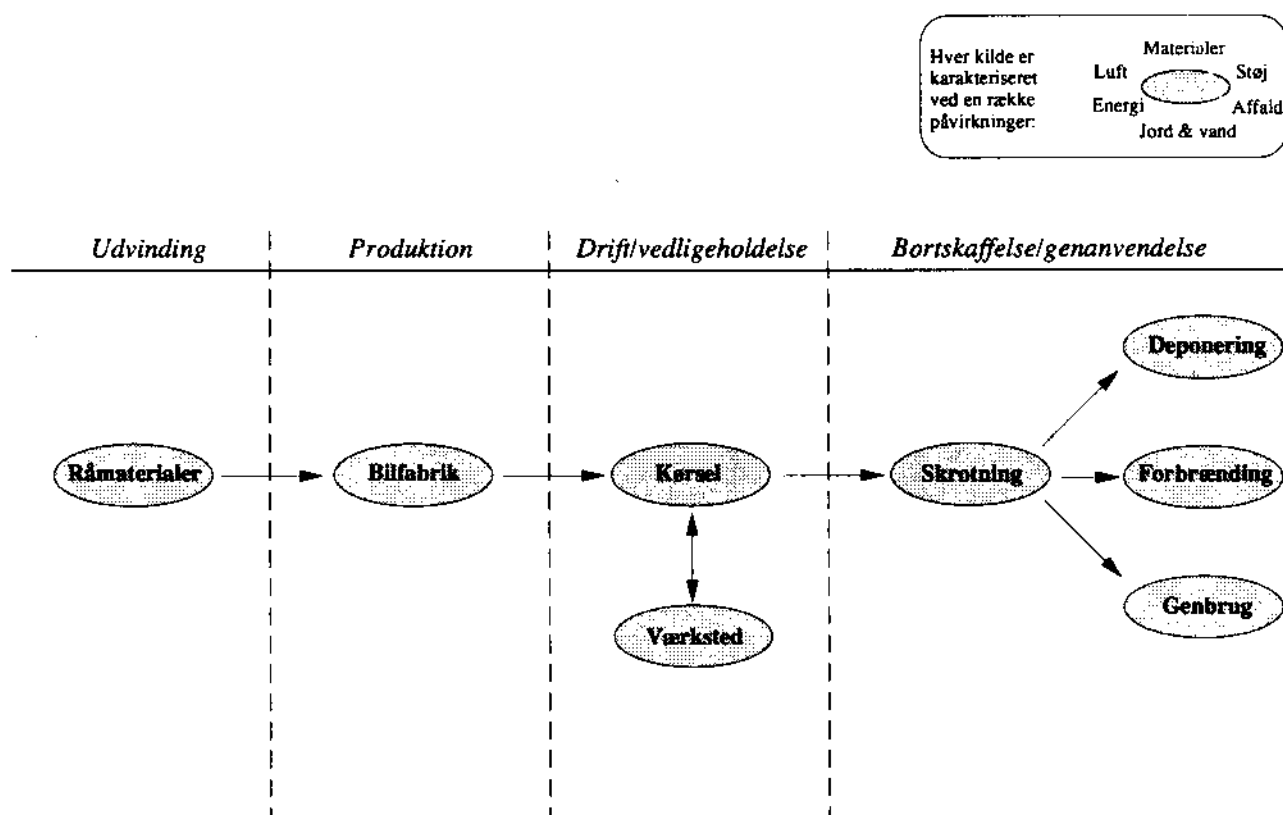 Hver kilde er
karakteriseret
ved en række
påvirkninger:
Materialer
Luft
Støj
Energi
Affald
Jord & vand
Udvinding
Produktion
Drift/vedligeholdelse
Bortskaffelse/genanvendelse
Deponering
Råmaterialer
Bilfabrik
Kørsel
Skrotning
Forbrænding
Genbrug
Værksted